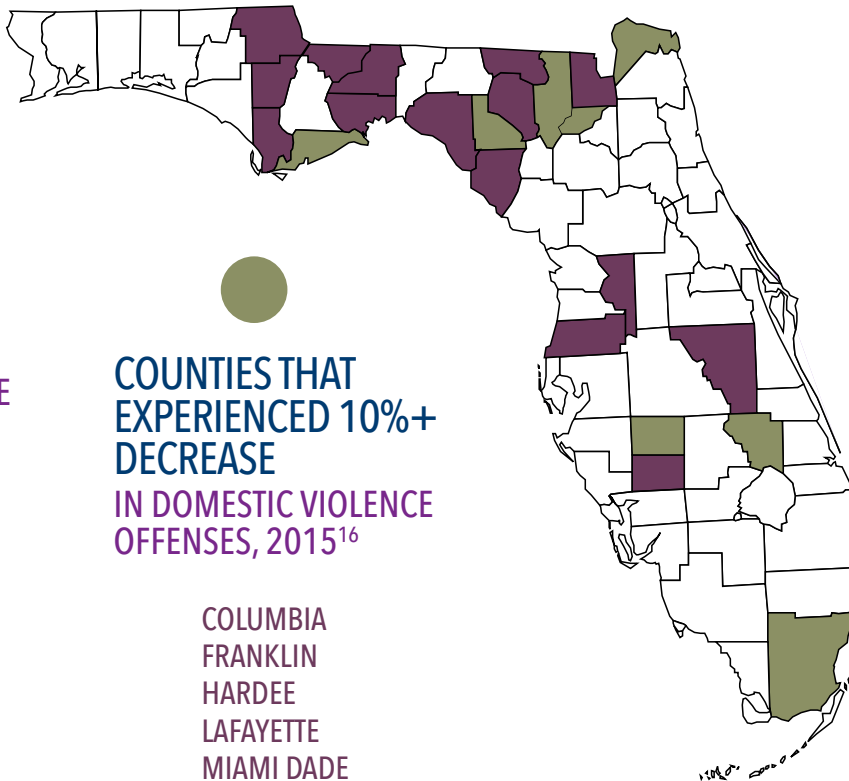 E
COUNTIES THAT
EXPERIENCED 10%+
DECREASE
IN DOMESTIC VIOLENCE
OFFENSES, 2015¹⁶
COLUMBIA
FRANKLIN
HARDEE
LAFAYETTE
MIAMI DADE